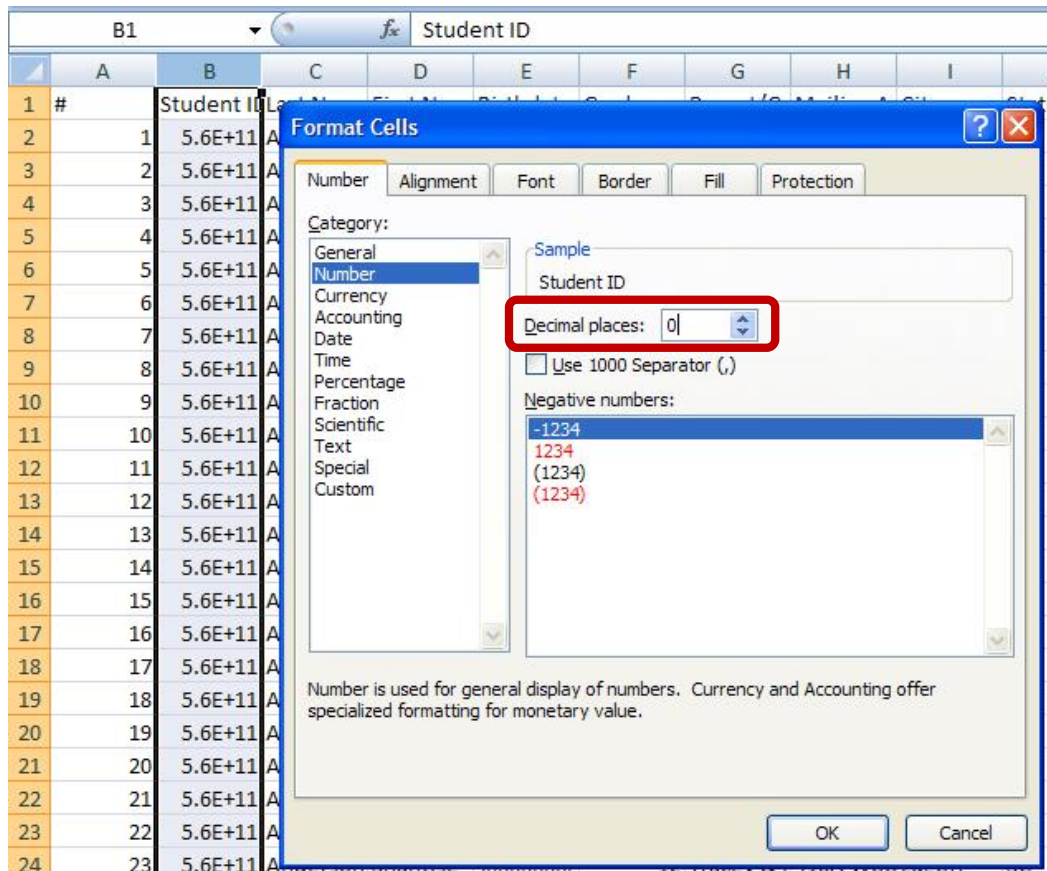 B1 fx Student ID
A B C D E F G H I
1 # Student ID
2 1 5.6E+11 A
3 2 5.6E+11 A
4 3 5.6E+11 A
5 4 5.6E+11 A
6 5 5.6E+11 A
7 6 5.6E+11 A
8 7 5.6E+11 A
9 8 5.6E+11 A
10 9 5.6E+11 A
11 10 5.6E+11 A
12 11 5.6E+11 A
13 12 5.6E+11 A
14 13 5.6E+11 A
15 14 5.6E+11 A
16 15 5.6E+11 A
17 16 5.6E+11 A
18 17 5.6E+11 A
19 18 5.6E+11 A
20 19 5.6E+11 A
21 20 5.6E+11 A
22 21 5.6E+11 A
23 22 5.6E+11 A
24 23 5.6E+11
Format Cells
Number Alignment Font Border Fill Protection
Category:
General
Number
Currency
Accounting
Date
Time
Percentage
Fraction
Scientific
Text
Special
Custom
Sample
Student ID
Decimal places: 0
Use 1000 Separator (,)
Negative numbers:
-1234
1234
(1234)
(1234)
Number is used for general display of numbers. Currency and Accounting offer
specialized formatting for monetary value.
OK Cancel